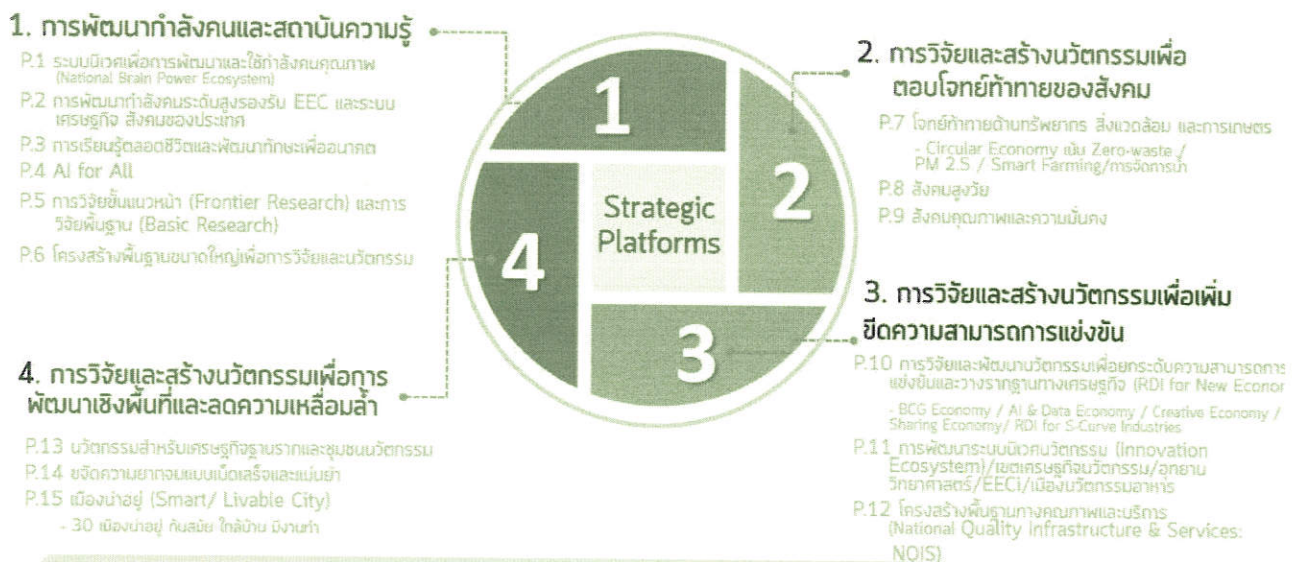 1. การพัฒนากำลังคนและสถาบันความรู้
P.1 ระบบนิเวศเพื่อการพัฒนาและใช้กำลังคนคุณภาพ
(National Brain Power Ecosystem)
P.2 การพัฒนากำลังคนระดับสูงรองรับ EEC และระบบ
เศรษฐกิจ สังคมของประเทศ
P.3 การเรียนรู้ตลอดชีวิตและพัฒนาทักษะเพื่ออนาคต
P.4 AI for All
P.5 การวิจัยขั้นแนวหน้า (Frontier Research) และการ
วิจัยพื้นฐาน (Basic Research)
P.6 โครงสร้างพื้นฐานขนาดใหญ่เพื่อการวิจัยและนวัตกรรม
4. การวิจัยและสร้างนวัตกรรมเพื่อการ
พัฒนาเชิงพื้นที่และลดความเหลื่อมล้ำ
P.13 นวัตกรรมสำหรับเศรษฐกิจฐานรากและชุมชนนวัตกรรม
P.14 ขจัดความยากจนแบบเบ็ดเสร็จและแม่นยำ
P.15 เมืองน่าอยู่ (Smart/ Livable City)
- 30 เมืองน่าอยู่ ทันสมัย ใกล้บ้าน มีงานทำ
1
2
3
4
Strategic
Platforms
2. การวิจัยและสร้างนวัตกรรมเพื่อ
ตอบโจทย์ท้าทายของสังคม
P.7 โจทย์ท้าทายด้านทรัพยากร สิ่งแวดล้อม และการเกษตร
- Circular Economy เน้น Zero-waste /
PM 2.5 / Smart Farming/การจัดการน้ำ
P.8 สังคมสูงวัย
P.9 สังคมคุณภาพและความมั่นคง
3. การวิจัยและสร้างนวัตกรรมเพื่อเพิ่ม
ขีดความสามารถการแข่งขัน
P.10 การวิจัยและพัฒนานวัตกรรมเพื่อยกระดับความสามารถการ
แข่งขันและวางรากฐานทางเศรษฐกิจ (RDI for New Econor
- BCG Economy / AI & Data Economy / Creative Economy /
Sharing Economy/ RDI for S-Curve Industries
P.11 การพัฒนาระบบนิเวศนวัตกรรม (Innovation
Ecosystem)/เขตเศรษฐกิจนวัตกรรม/อุทยาน
วิทยาศาสตร์/EECi/เมืองนวัตกรรมอาหาร
P.12 โครงสร้างพื้นฐานทางคุณภาพและบริการ
(National Quality Infrastructure & Services:
NQIS)